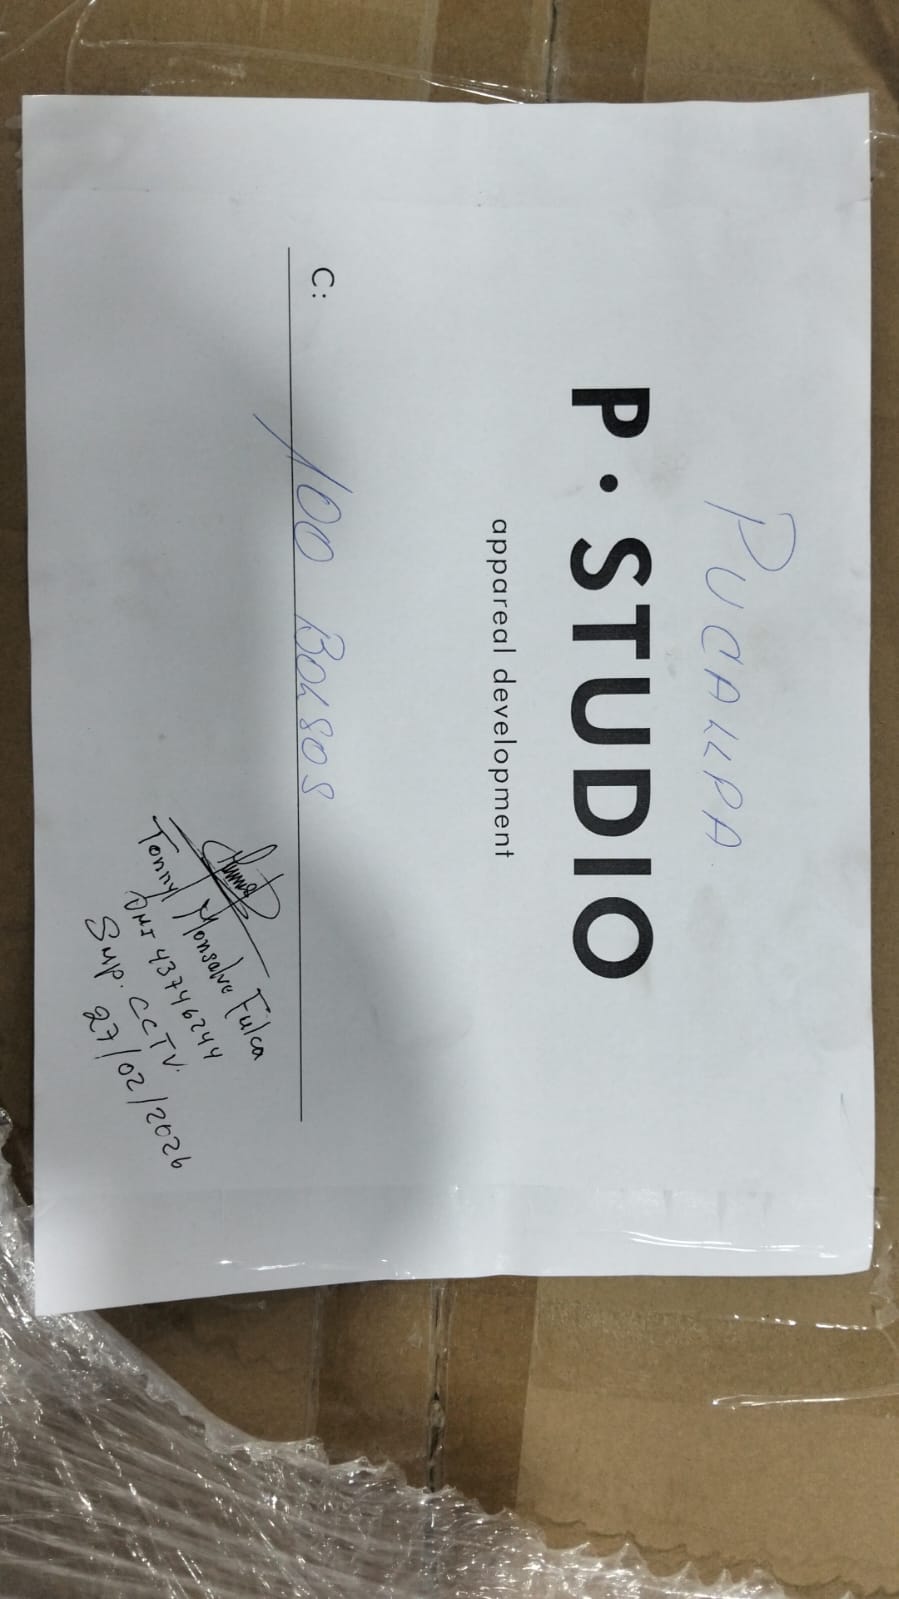 PUCALLPA
P·STUDIO
appareal development
C: 100 BOLSOS
Tonny Monsalve Fulca
DNI 43746244
Sup. CCTV.
27/02/2026